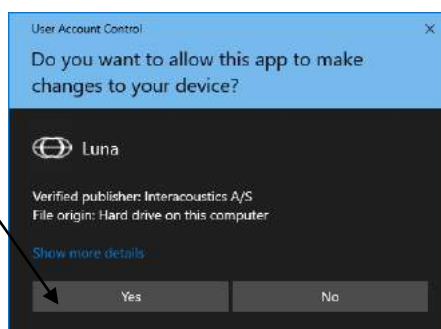 User Account Control
Do you want to allow this app to make
changes to your device?
Luna
Verified publisher: Interacoustics A/S
File origin: Hard drive on this computer
Show more details
Yes No